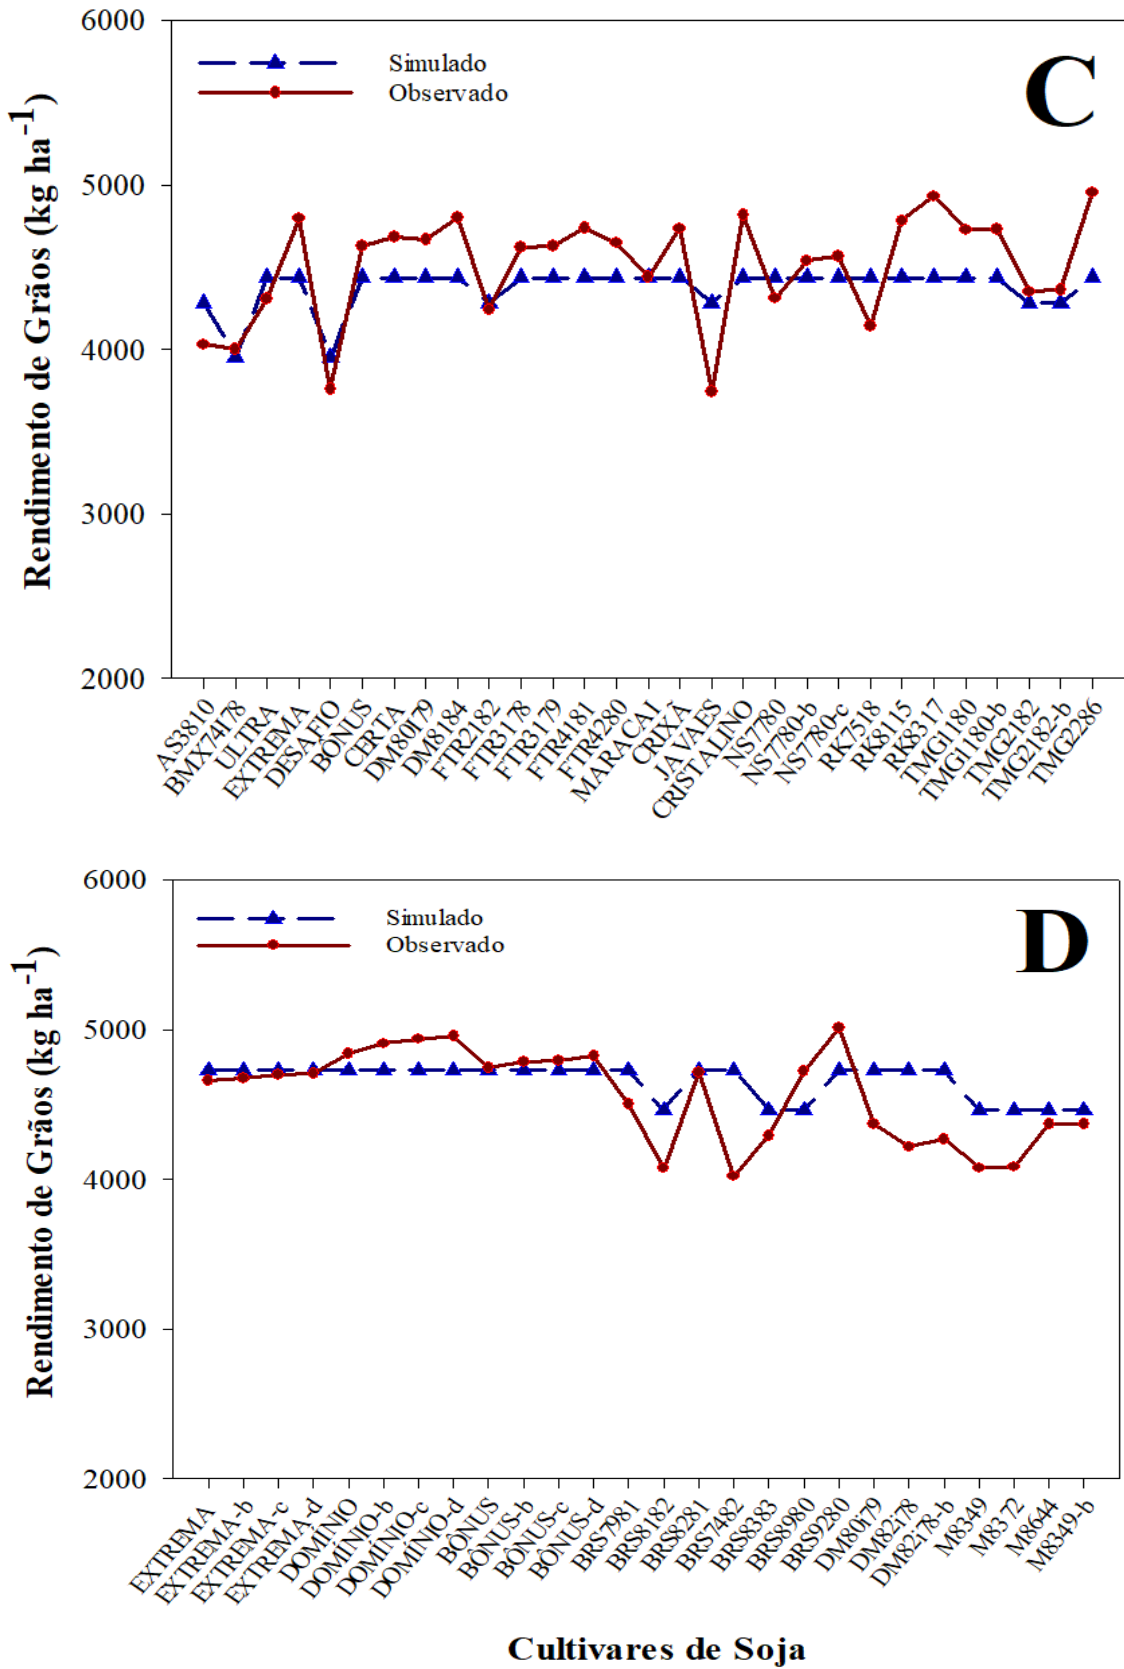 6000
5000
4000
3000
2000
Rendimento de Grãos (kg ha-1)
Simulado
Observado
C
AS3810
BMX74I78
ULTRA
EXTREMA
DESAFIO
BÔNUS
CERTA
DM80I79
DM8184
FTR2182
FTR3178
FTR3179
FTR4181
FTR4280
MARACAI
CRIXÃ
JAVAES
CRISTALINO
NS7780
NS7780-b
NS7780-c
RK7518
RK8115
RK8317
TMG1180
TMG1180-b
TMG2182
TMG2182-b
TMG2286
6000
5000
4000
3000
2000
Rendimento de Grãos (kg ha-1)
Simulado
Observado
D
EXTREMA
EXTREMA-b
EXTREMA-c
EXTREMA-d
DOMÍNIO
DOMÍNIO-b
DOMÍNIO-c
DOMÍNIO-d
BÔNUS
BÔNUS-b
BÔNUS-c
BÔNUS-d
BRS7981
BRS8182
BRS8281
BRS7482
BRS8383
BRS8980
BRS9280
DM80i79
DM82i78
DM82i78-b
M8349
M8372
M8644
M8349-b
Cultivares de Soja